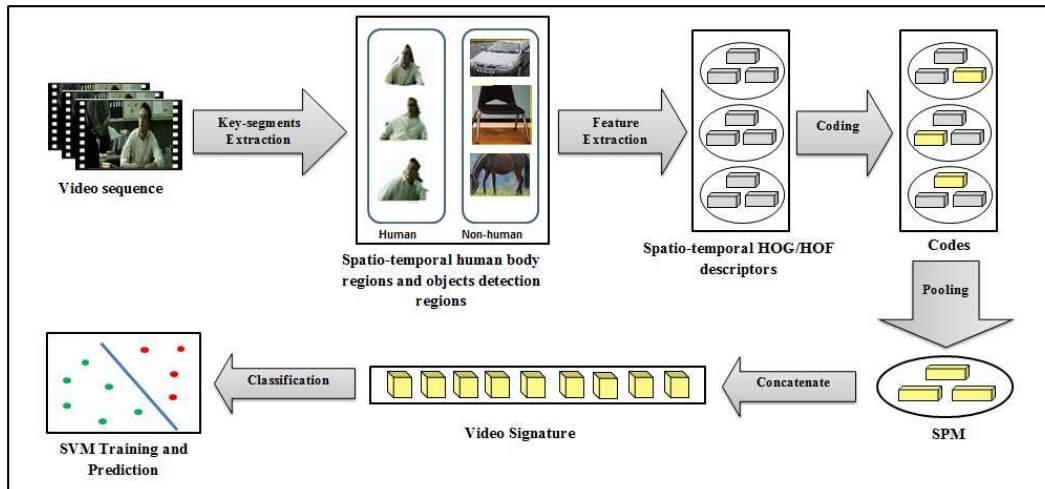 Video sequence
Key-segments
Extraction
Human
Non-human
Spatio-temporal human body
regions and objects detection
regions
Feature
Extraction
Spatio-temporal HOG/HOF
descriptors
Coding
Codes
Pooling
SPM
Concatenate
Video Signature
Classification
SVM Training and
Prediction